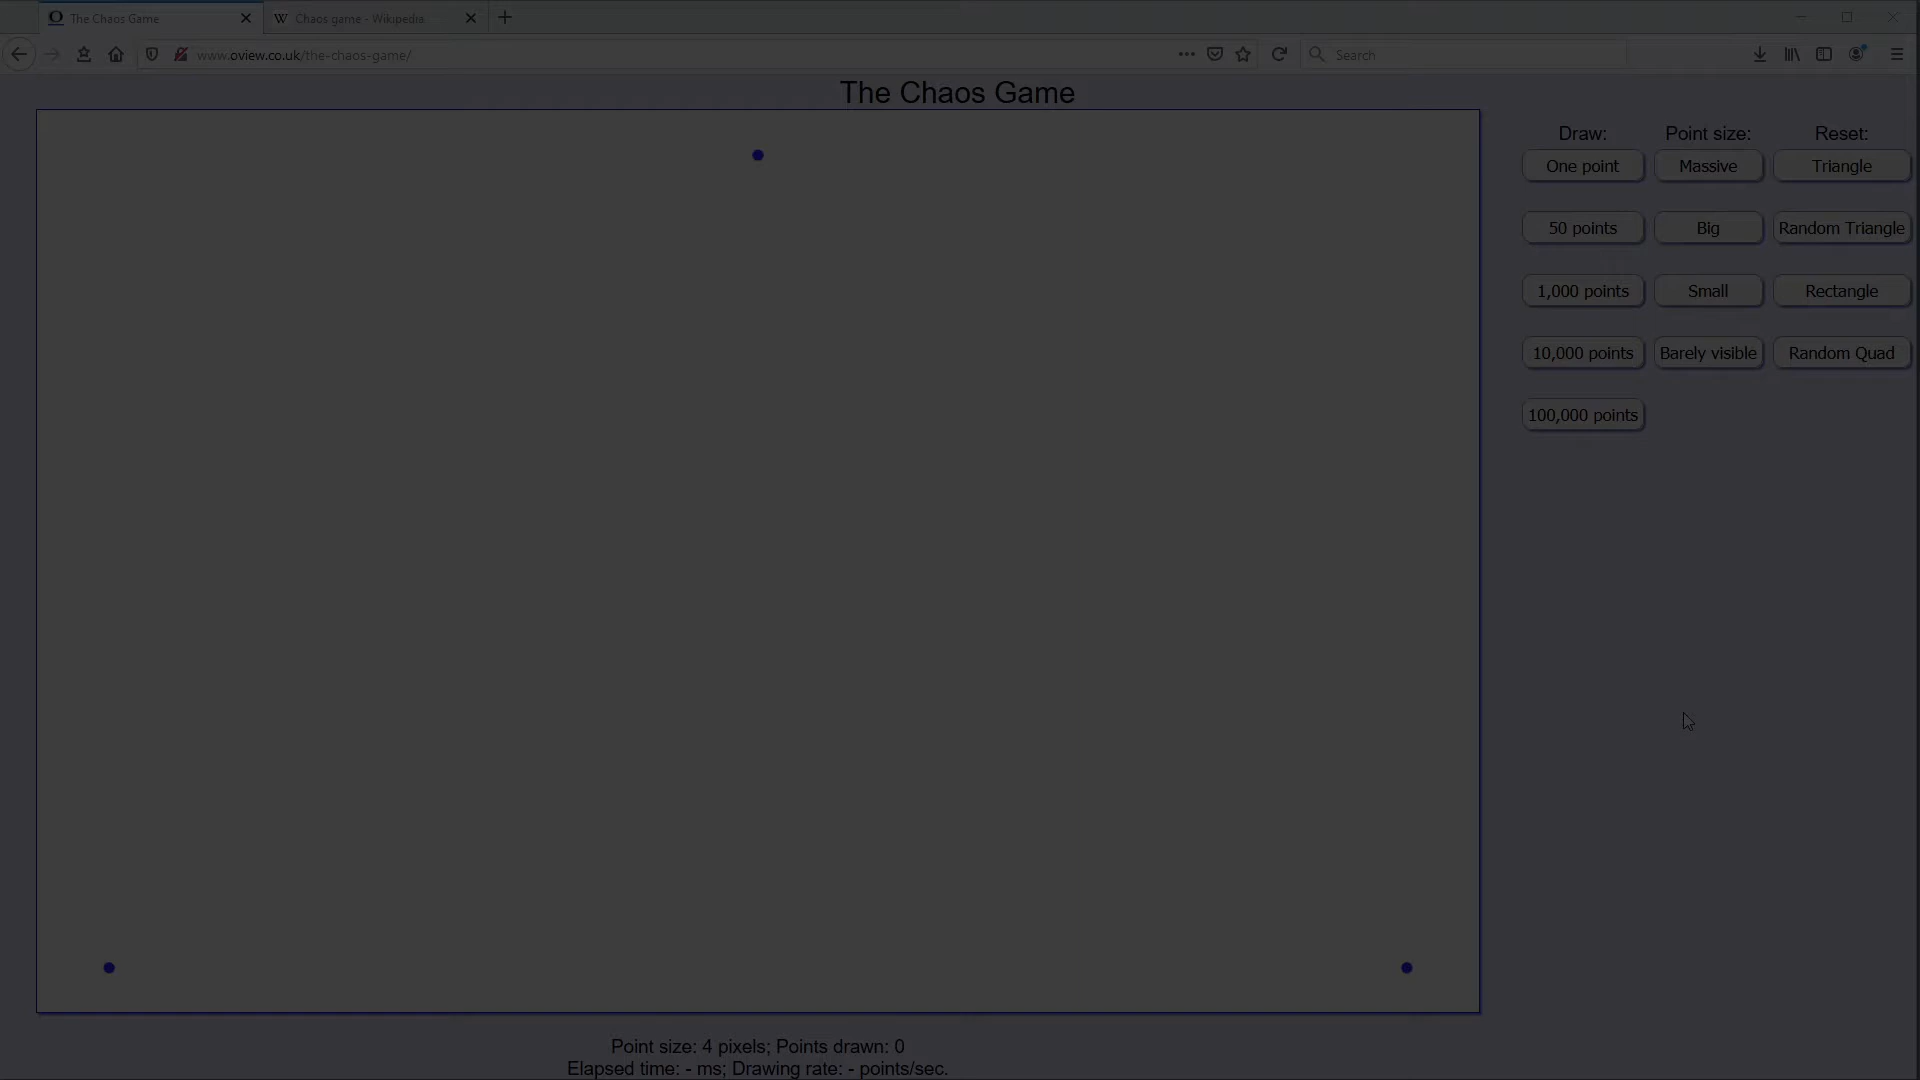 The Chaos Game
Chaos game - Wikipedia
www.oview.co.uk/the-chaos-game/
Search
The Chaos Game
Draw: Point size: Reset:
One point Massive Triangle
50 points Big Random Triangle
1,000 points Small Rectangle
10,000 points Barely visible Random Quad
100,000 points
Point size: 4 pixels; Points drawn: 0
Elapsed time: - ms; Drawing rate: - points/sec.